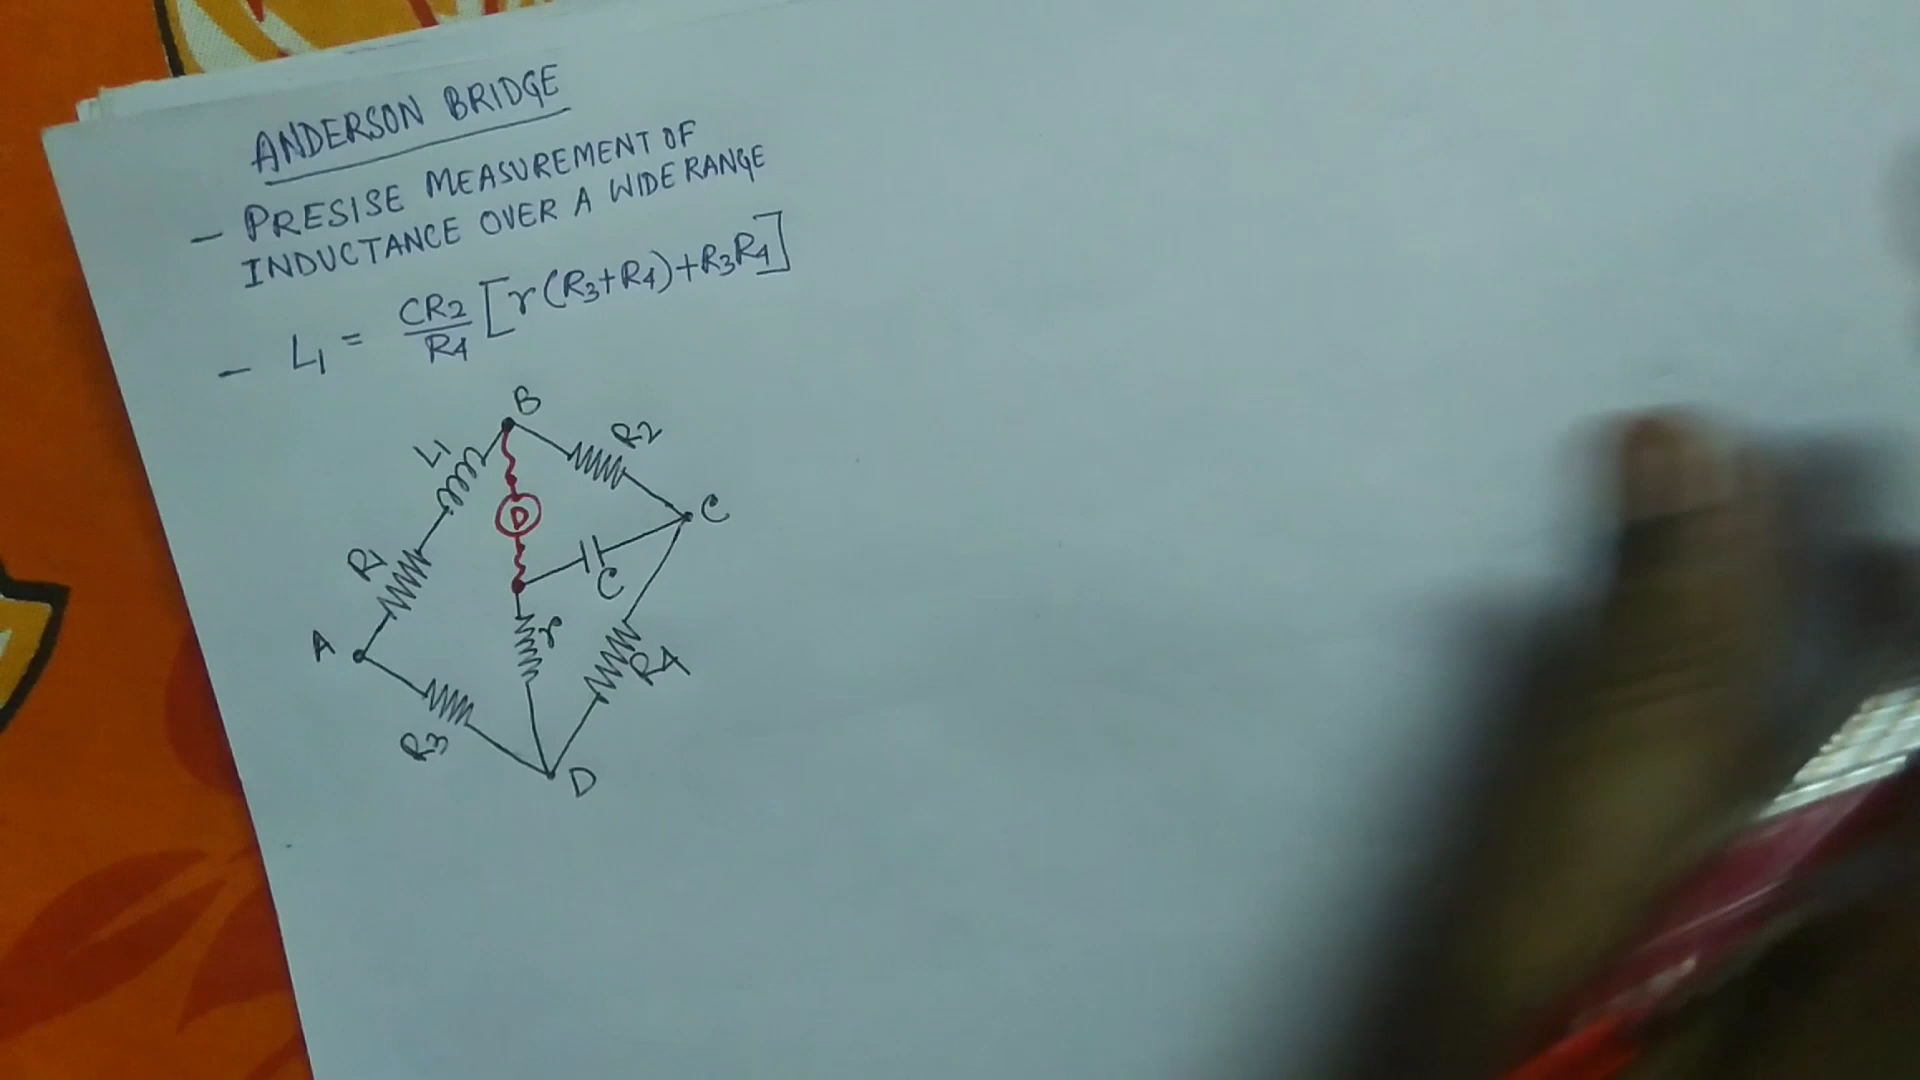 ANDERSON BRIDGE
- PRESISE MEASUREMENT OF
INDUCTANCE OVER A WIDE RANGE
- L1 = CR2/R4 [r(R3+R4)+R3R4]
B
L1
R2
D
C
R1
C
A
r
R4
R3
D